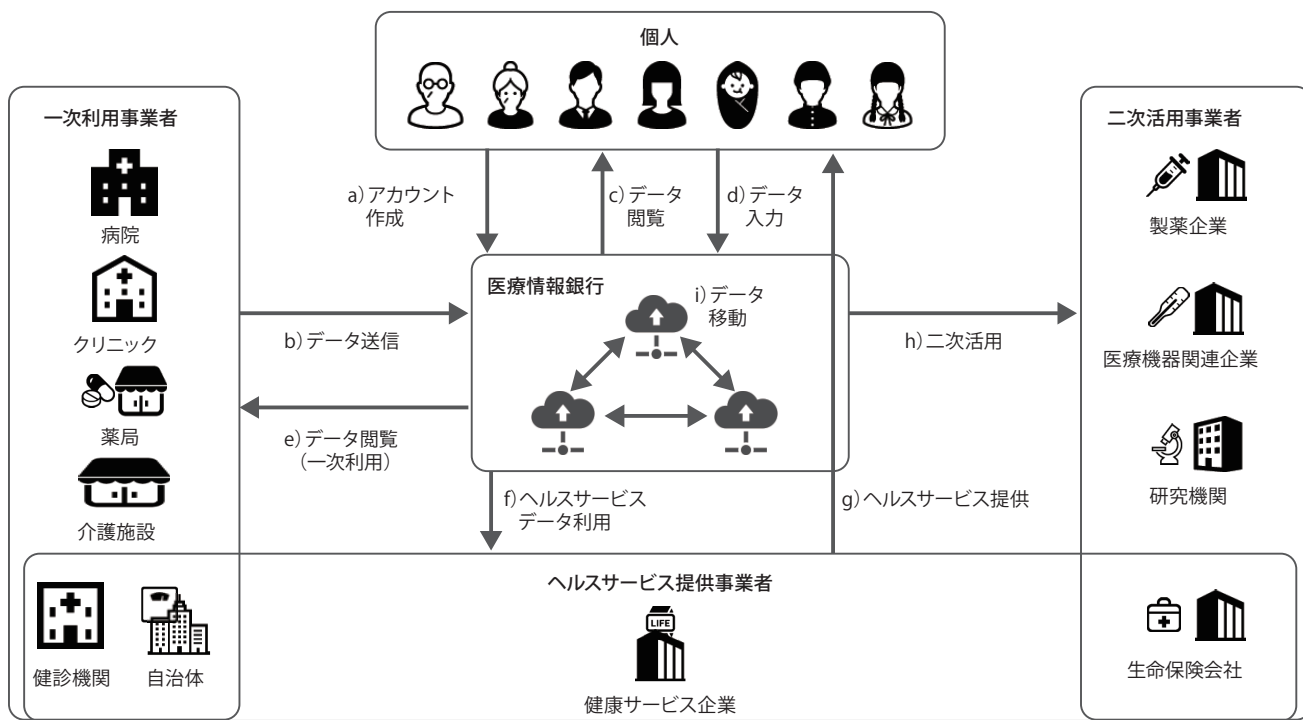 個人
一次利用事業者
病院
クリニック
薬局
介護施設
健診機関
自治体
a)アカウント
作成
c)データ
閲覧
d)データ
入力
b)データ送信
e)データ閲覧
(一次利用)
医療情報銀行
i)データ
移動
f)ヘルスサービス
データ利用
g)ヘルスサービス提供
h)二次活用
ヘルスサービス提供事業者
LIFE
健康サービス企業
二次活用事業者
製薬企業
医療機器関連企業
研究機関
生命保険会社